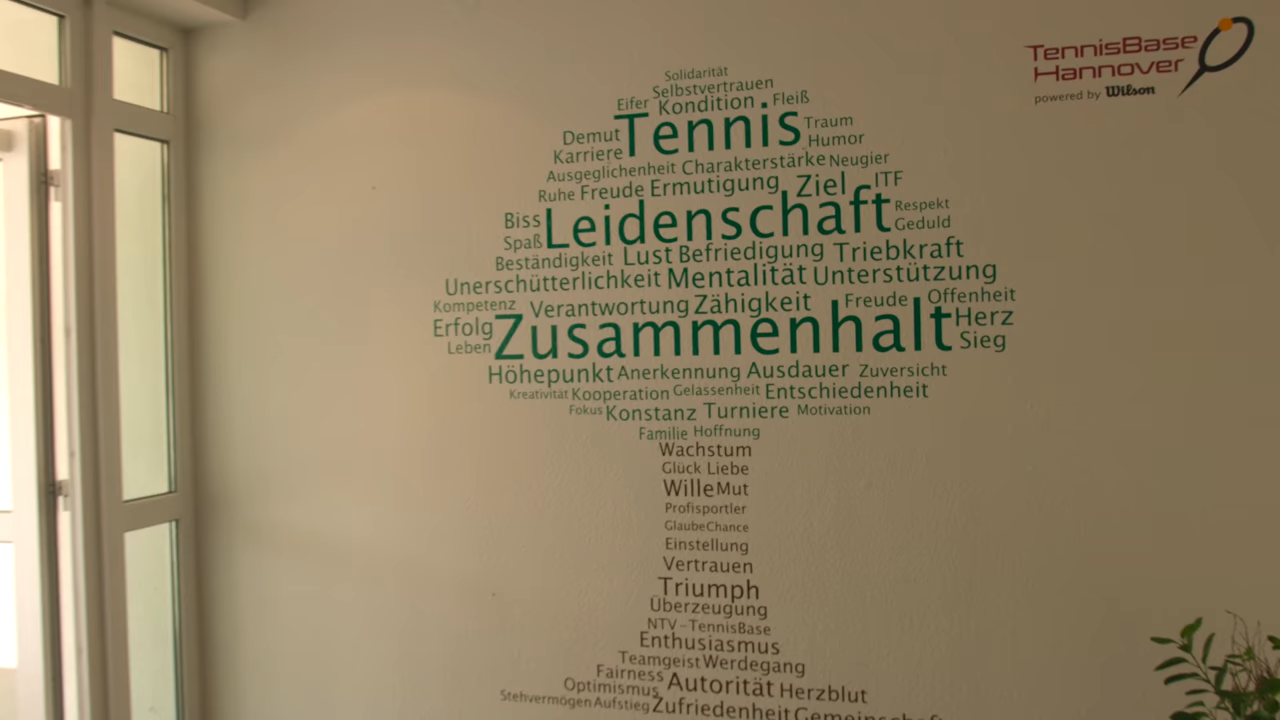 TennisBase
Hannover
powered by Wilson
Solidarität
Selbstvertrauen
Eifer Kondition Fleiß
Demut Tennis Traum
Karriere Humor
Ausgeglichenheit Charakterstärke Neugier
Ruhe Freude Ermutigung Ziel ITF
Biss Leidenschaft Respekt
Spaß Geduld
Beständigkeit Lust Befriedigung Triebkraft
Unerschütterlichkeit Mentalität Unterstützung
Kompetenz Verantwortung Zähigkeit Freude Offenheit
Erfolg Zusammenhalt Herz
Leben Sieg
Höhepunkt Anerkennung Ausdauer Zuversicht
Kreativität Kooperation Gelassenheit Entschiedenheit
Fokus Konstanz Turniere Motivation
Familie Hoffnung
Wachstum
Glück Liebe
Wille Mut
Profisportler
Glaube Chance
Einstellung
Vertrauen
Triumph
Überzeugung
NTV-TennisBase
Enthusiasmus
Teamgeist Werdegang
Fairness Autorität Herzblut
Optimismus
Stehvermögen Aufstieg Zufriedenheit